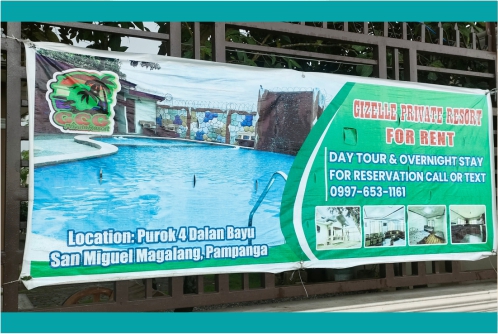 GGC
GIZELLE PRIVATE RESORT
FOR RENT
DAY TOUR & OVERNIGHT STAY
FOR RESERVATION CALL OR TEXT
0997-653-1161
Location: Purok 4 Dalan Bayu
San Miguel Magalang, Pampanga